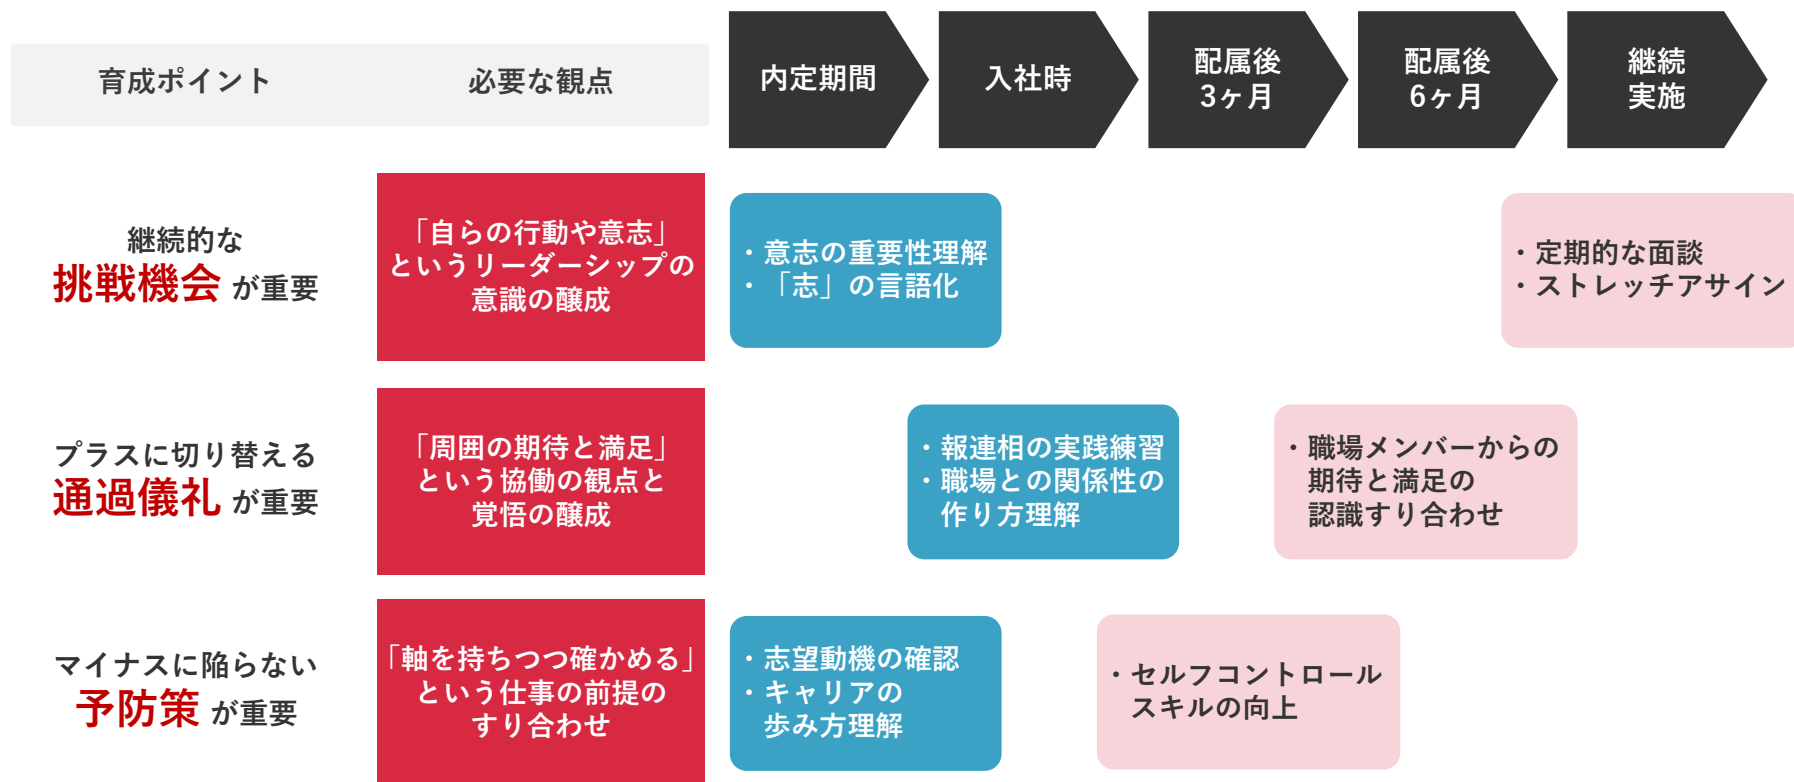 育成ポイント
必要な観点
内定期間
入社時
配属後
3ヶ月
配属後
6ヶ月
継続
実施
継続的な
挑戦機会 が重要
「自らの行動や意志」
というリーダーシップの
意識の醸成
・意志の重要性理解
・「志」の言語化
・定期的な面談
・ストレッチアサイン
プラスに切り替える
通過儀礼 が重要
「周囲の期待と満足」
という協働の観点と
覚悟の醸成
・報連相の実践練習
・職場との関係性の
作り方理解
・職場メンバーからの
期待と満足の
認識すり合わせ
マイナスに陥らない
予防策 が重要
「軸を持ちつつ確かめる」
という仕事の前提の
すり合わせ
・志望動機の確認
・キャリアの
歩み方理解
・セルフコントロール
スキルの向上